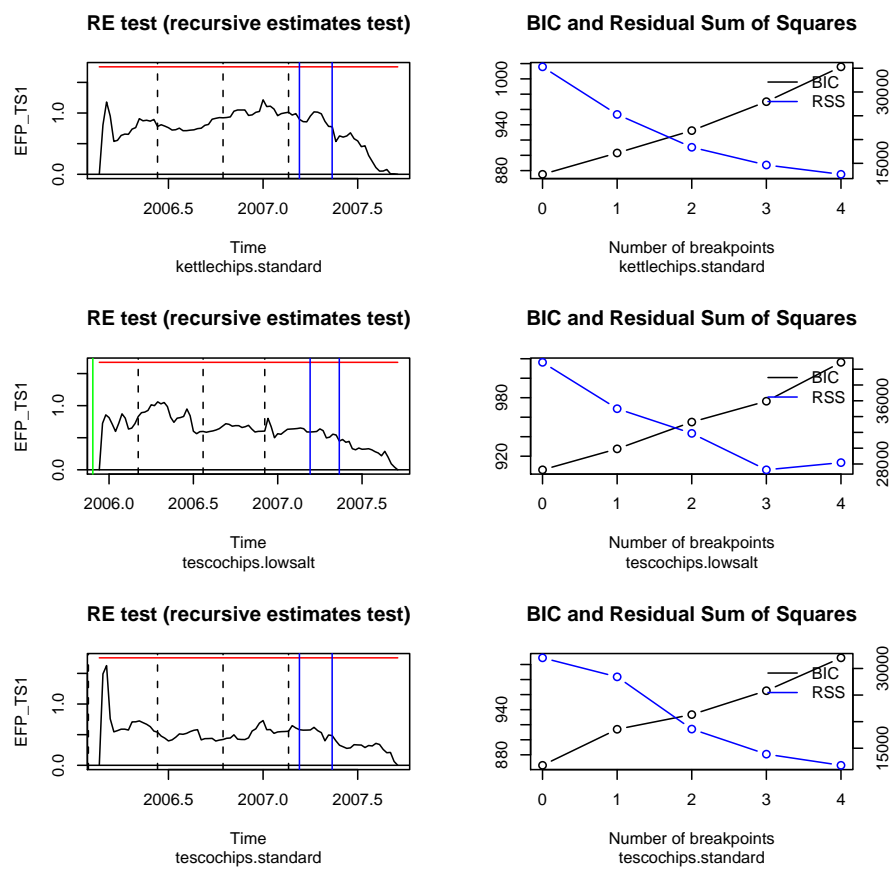 RE test (recursive estimates test)
EFP_TS1
0.0 1.0
2006.5 2007.0 2007.5
Time
kettlechips.standard
BIC and Residual Sum of Squares
880 940 1000
BIC
RSS
15000 30000
0 1 2 3 4
Number of breakpoints
kettlechips.standard
RE test (recursive estimates test)
EFP_TS1
0.0 1.0
2006.0 2006.5 2007.0 2007.5
Time
tescochips.lowsalt
BIC and Residual Sum of Squares
920 980
BIC
RSS
28000 36000
0 1 2 3 4
Number of breakpoints
tescochips.lowsalt
RE test (recursive estimates test)
EFP_TS1
0.0 1.0
2006.5 2007.0 2007.5
Time
tescochips.standard
BIC and Residual Sum of Squares
880 940
BIC
RSS
15000 30000
0 1 2 3 4
Number of breakpoints
tescochips.standard